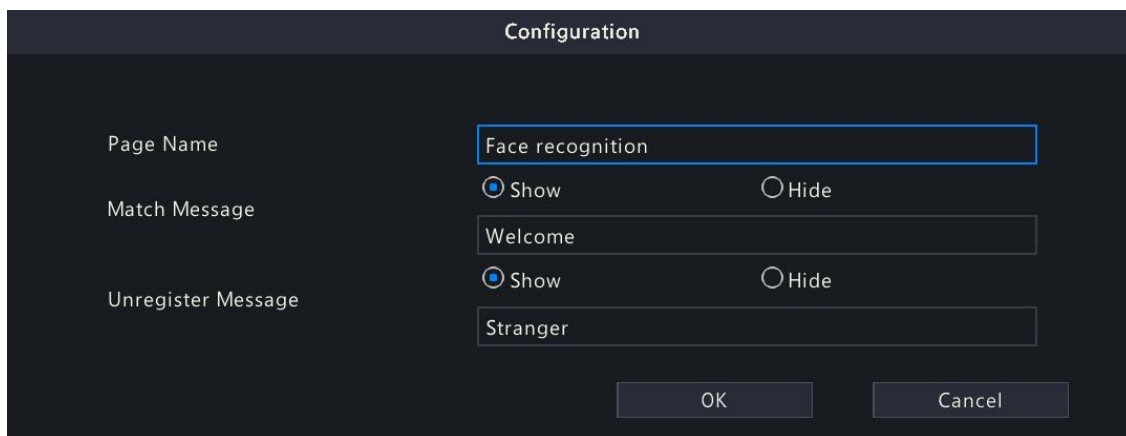 Configuration
Page Name
Face recognition
Show Hide
Match Message
Welcome
Show Hide
Unregister Message
Stranger
OK Cancel